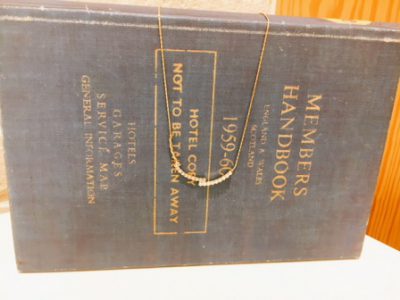 MEMBERS
HANDBOOK
ENGLAND & WALES
SCOTLAND
1959-60
HOTEL COPY
NOT TO BE TAKEN AWAY
HOTELS
GARAGES
SERVICE MAP
GENERAL INFORMATION